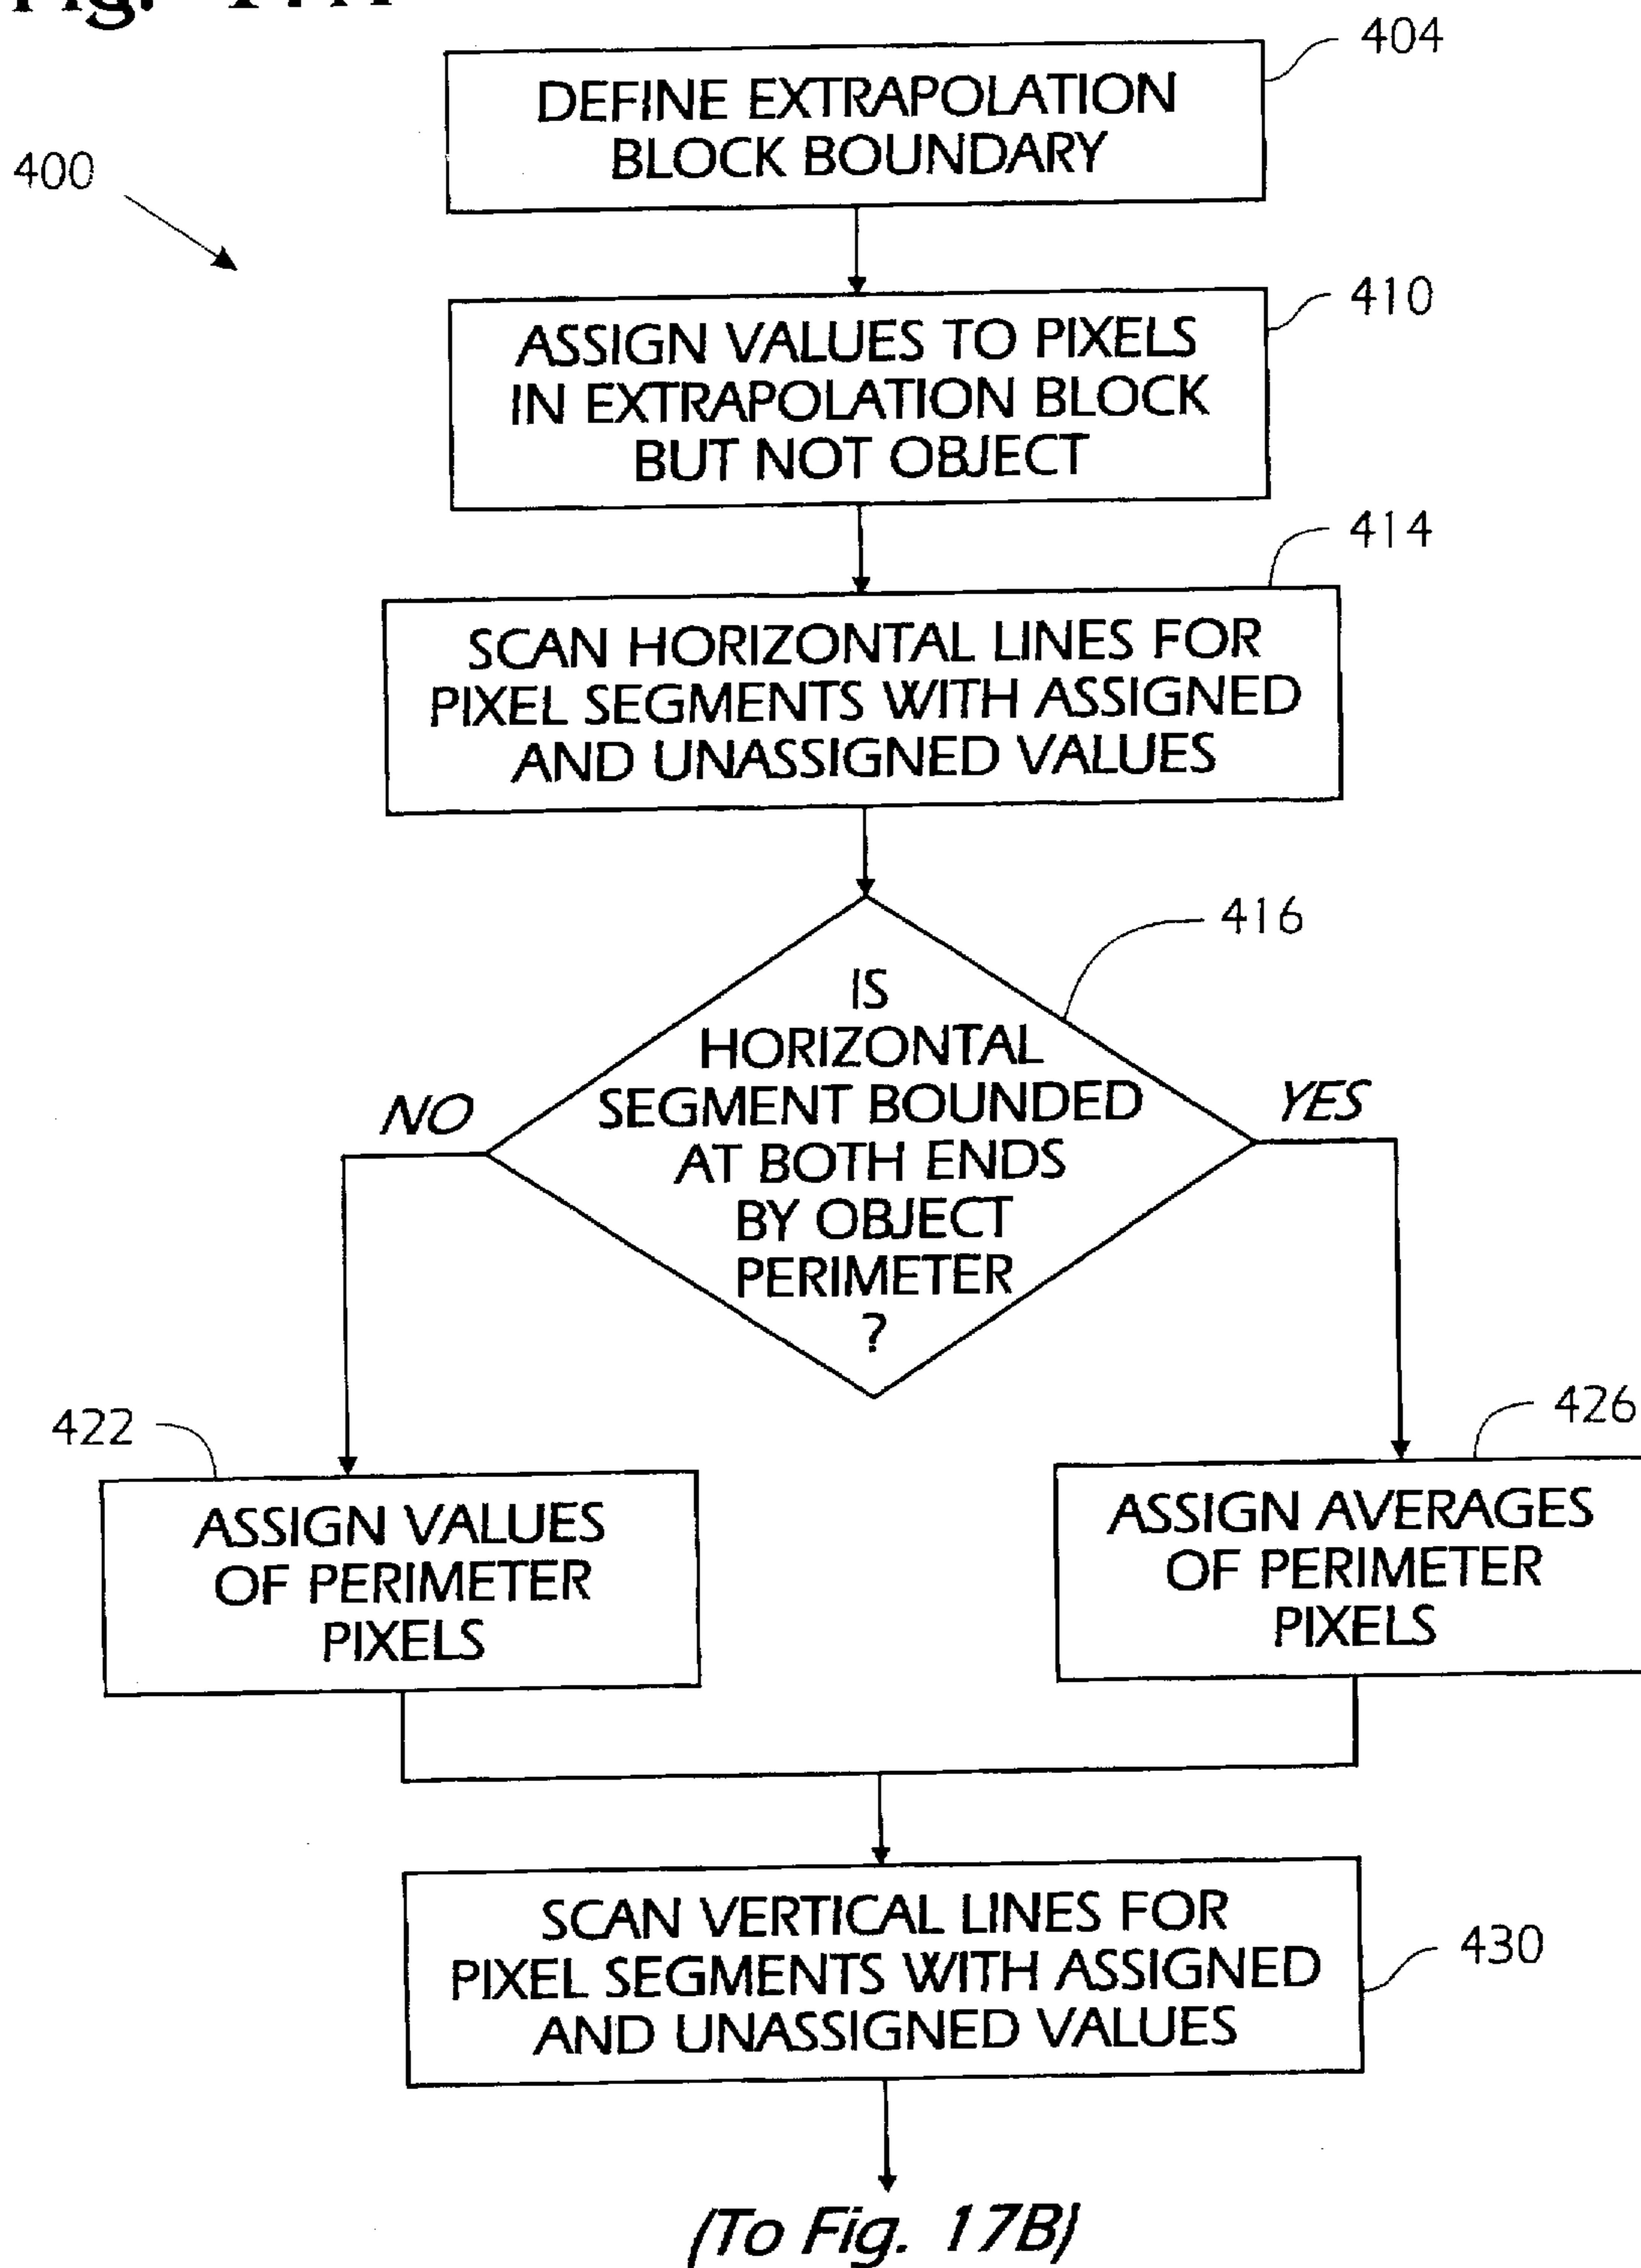 404
DEFINE EXTRAPOLATION
BLOCK BOUNDARY
400
410
ASSIGN VALUES TO PIXELS
IN EXTRAPOLATION BLOCK
BUT NOT OBJECT
414
SCAN HORIZONTAL LINES FOR
PIXEL SEGMENTS WITH ASSIGNED
AND UNASSIGNED VALUES
416
IS
HORIZONTAL
SEGMENT BOUNDED
AT BOTH ENDS
BY OBJECT
PERIMETER
?
NO
YES
422
ASSIGN VALUES
OF PERIMETER
PIXELS
426
ASSIGN AVERAGES
OF PERIMETER
PIXELS
SCAN VERTICAL LINES FOR
PIXEL SEGMENTS WITH ASSIGNED
AND UNASSIGNED VALUES
430
(To Fig. 17B)